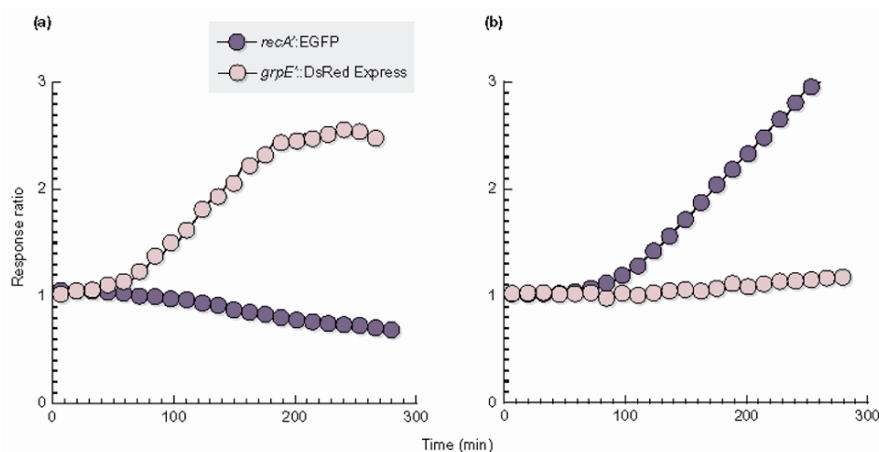 (a)
(b)
recA'::EGFP
grpE'::DsRed Express
3
2
1
0
Response ratio
0
100
200
300
3
2
1
0
0
100
200
300
Time (min)